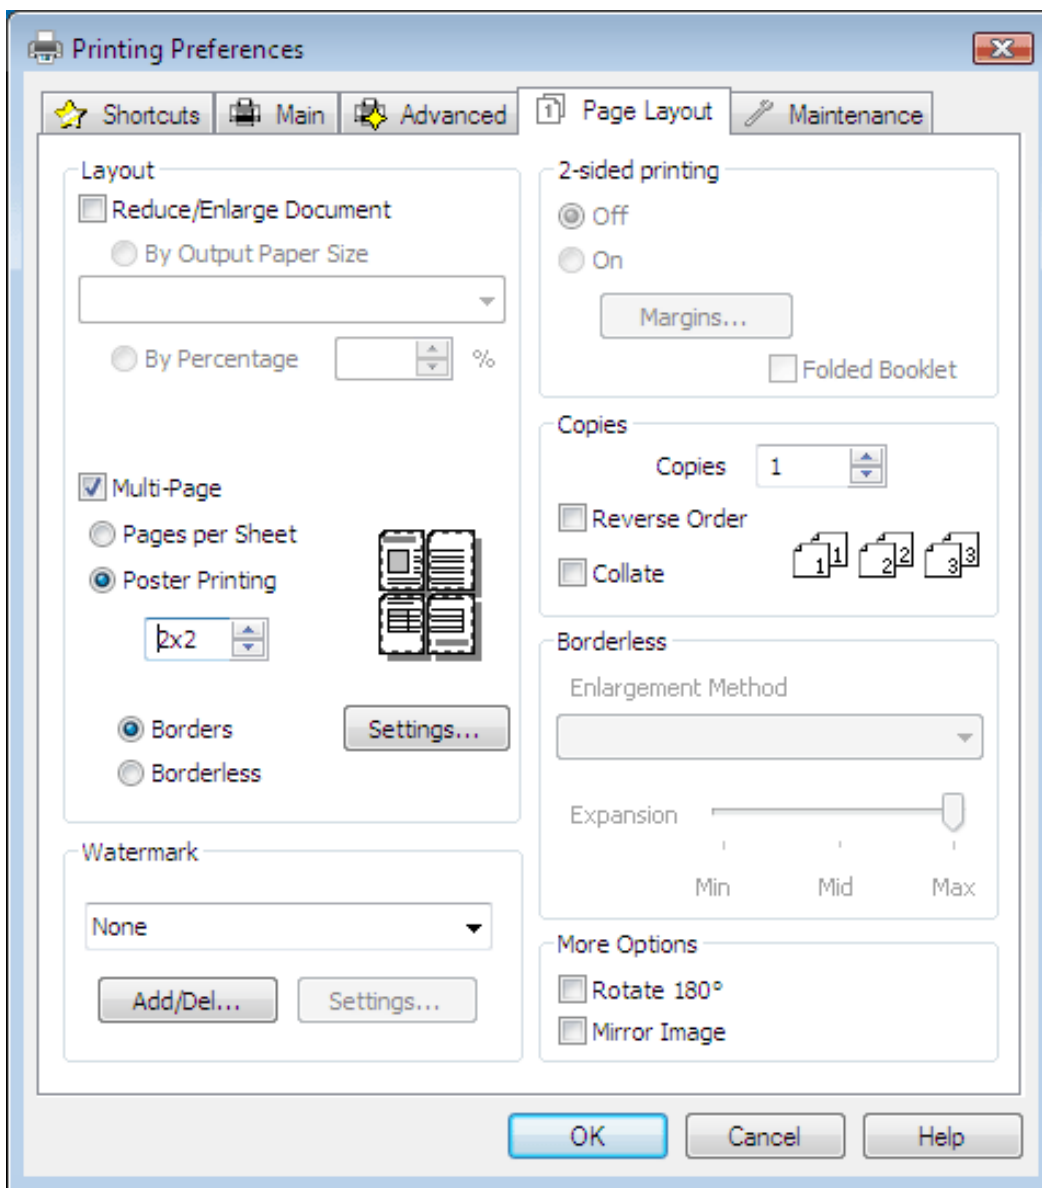 Printing Preferences
Shortcuts Main Advanced 1 Page Layout Maintenance
Layout
Reduce/Enlarge Document
By Output Paper Size
By Percentage %
Multi-Page
Pages per Sheet
Poster Printing
2x2
Borders Settings...
Borderless
Watermark
None
Add/Del... Settings...
2-sided printing
Off
On
Margins...
Folded Booklet
Copies
Copies 1
Reverse Order
Collate
1 1 2 2 3 3
Borderless
Enlargement Method
Expansion
Min Mid Max
More Options
Rotate 180°
Mirror Image
OK Cancel Help